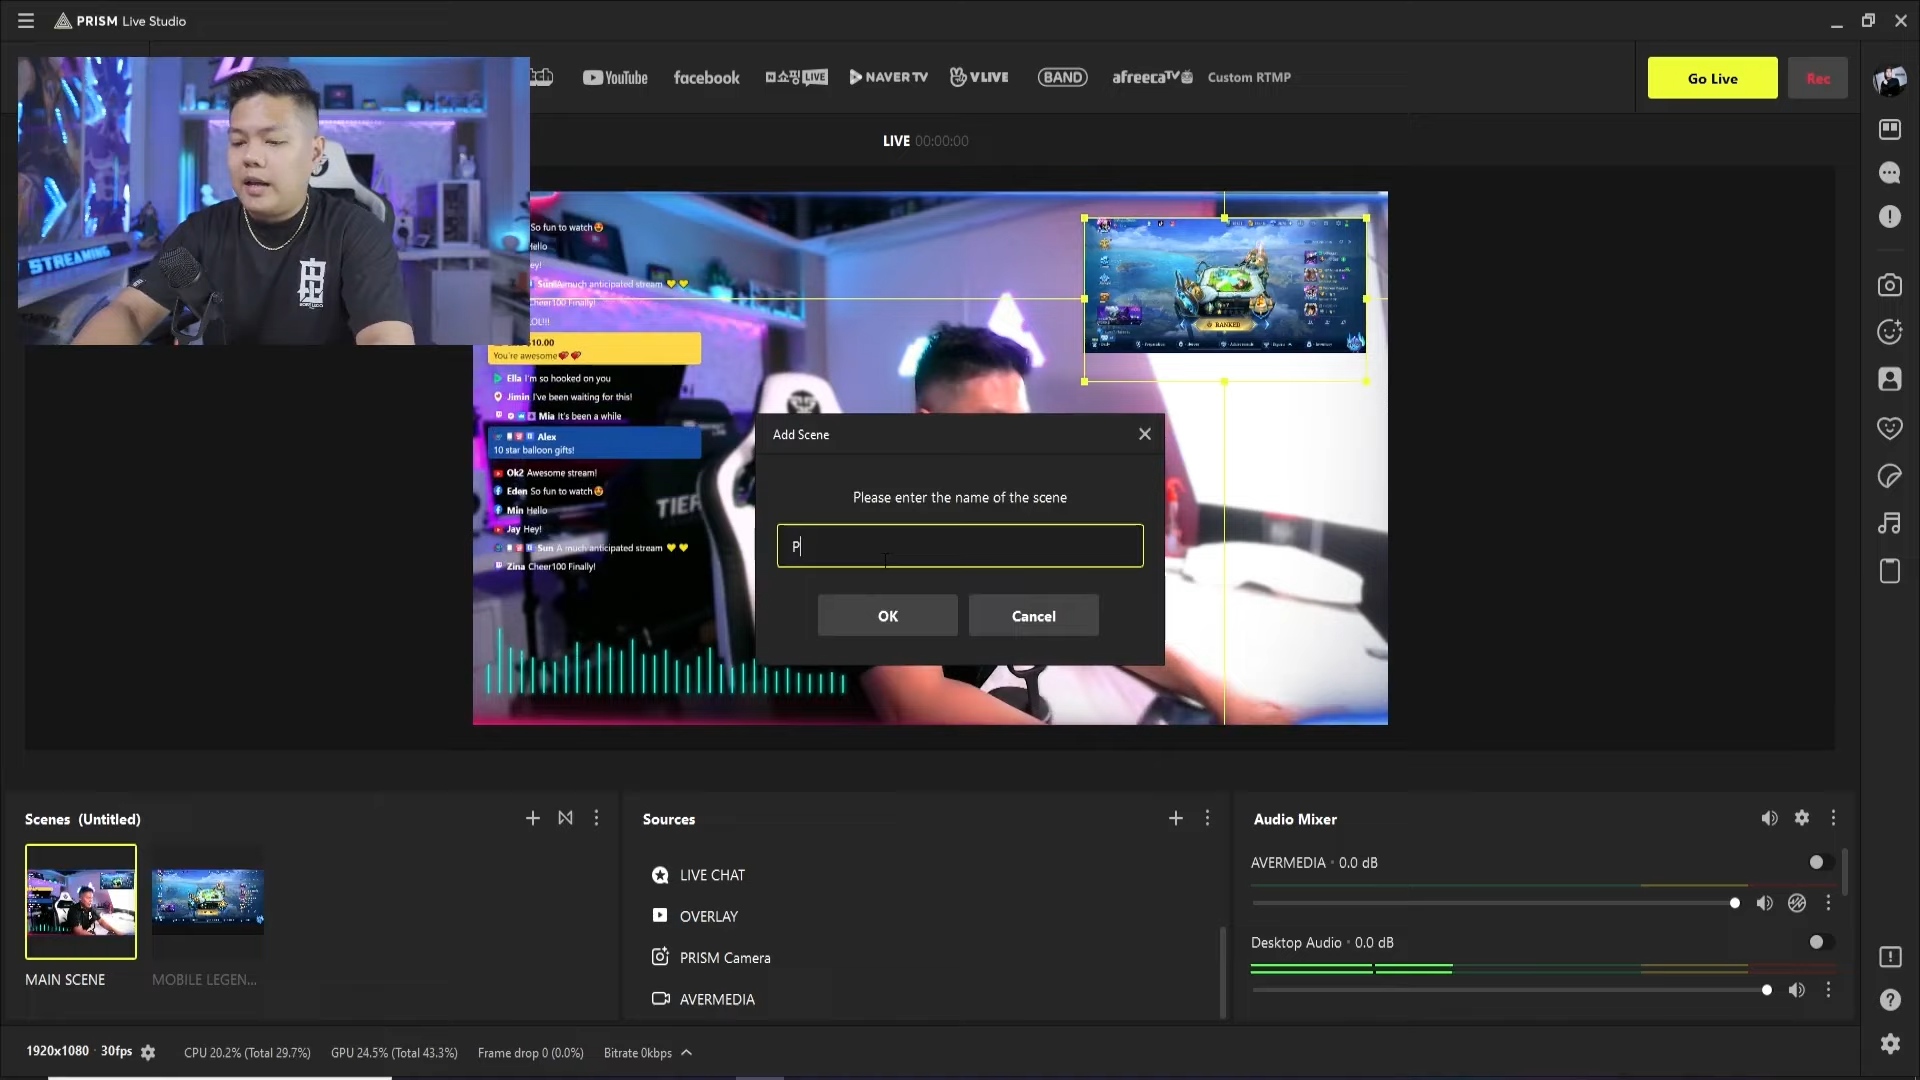 PRISM Live Studio
YouTube
facebook
쇼핑 LIVE
NAVER TV
VLIVE
BAND
afreecaTV
Custom RTMP
Go Live
Rec
LIVE 00:00:00
STREAMING
So fun to watch
Hello
Sun A much anticipated stream
Cheer100 Finally!
$10.00
You're awesome
Ella I'm so hooked on you
Jimin I've been waiting for this!
Mia It's been a while
Alex
10 star balloon gifts!
Ok2 Awesome stream!
Eden So fun to watch
Min Hello
Jay Hey!
Sun A much anticipated stream
Zina Cheer100 Finally!
RANKED
TIER
Add Scene
Please enter the name of the scene
P
OK
Cancel
Scenes (Untitled)
MAIN SCENE
MOBILE LEGEN...
Sources
LIVE CHAT
OVERLAY
PRISM Camera
AVERMEDIA
Audio Mixer
AVERMEDIA • 0.0 dB
Desktop Audio • 0.0 dB
1920x1080 · 30fps
CPU 20.2% (Total 29.7%)
GPU 24.5% (Total 43.3%)
Frame drop 0 (0.0%)
Bitrate 0kbps